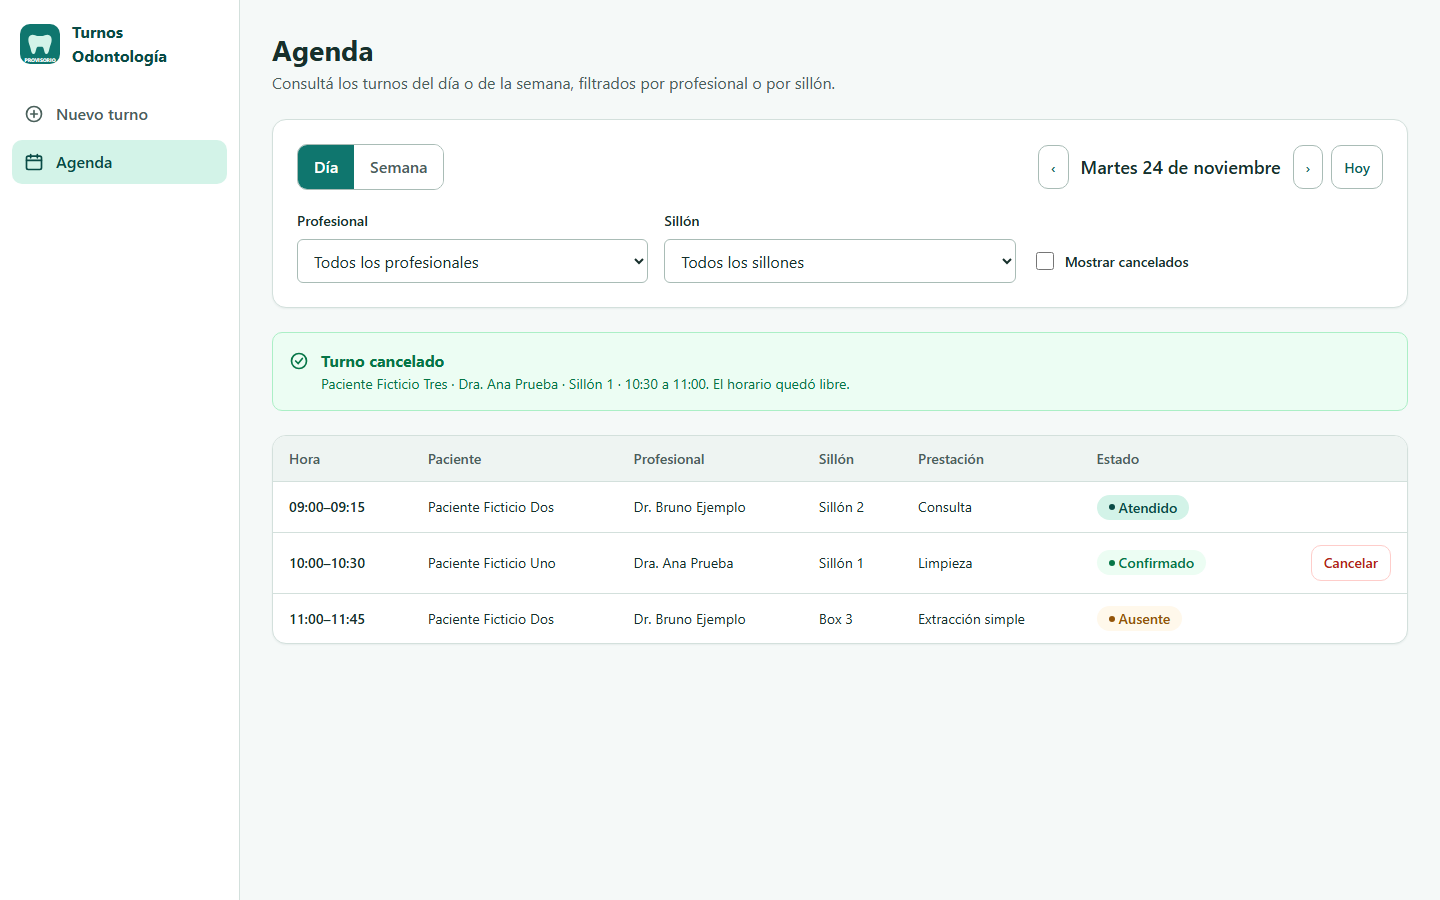 Turnos
Odontología
PROVISORIO
Nuevo turno
Agenda
Agenda
Consultá los turnos del día o de la semana, filtrados por profesional o por sillón.
Día Semana ‹ Martes 24 de noviembre › Hoy
Profesional Sillón
Todos los profesionales Todos los sillones Mostrar cancelados
Turno cancelado
Paciente Ficticio Tres · Dra. Ana Prueba · Sillón 1 · 10:30 a 11:00. El horario quedó libre.
Hora Paciente Profesional Sillón Prestación Estado
09:00–09:15 Paciente Ficticio Dos Dr. Bruno Ejemplo Sillón 2 Consulta Atendido
10:00–10:30 Paciente Ficticio Uno Dra. Ana Prueba Sillón 1 Limpieza Confirmado Cancelar
11:00–11:45 Paciente Ficticio Dos Dr. Bruno Ejemplo Box 3 Extracción simple Ausente